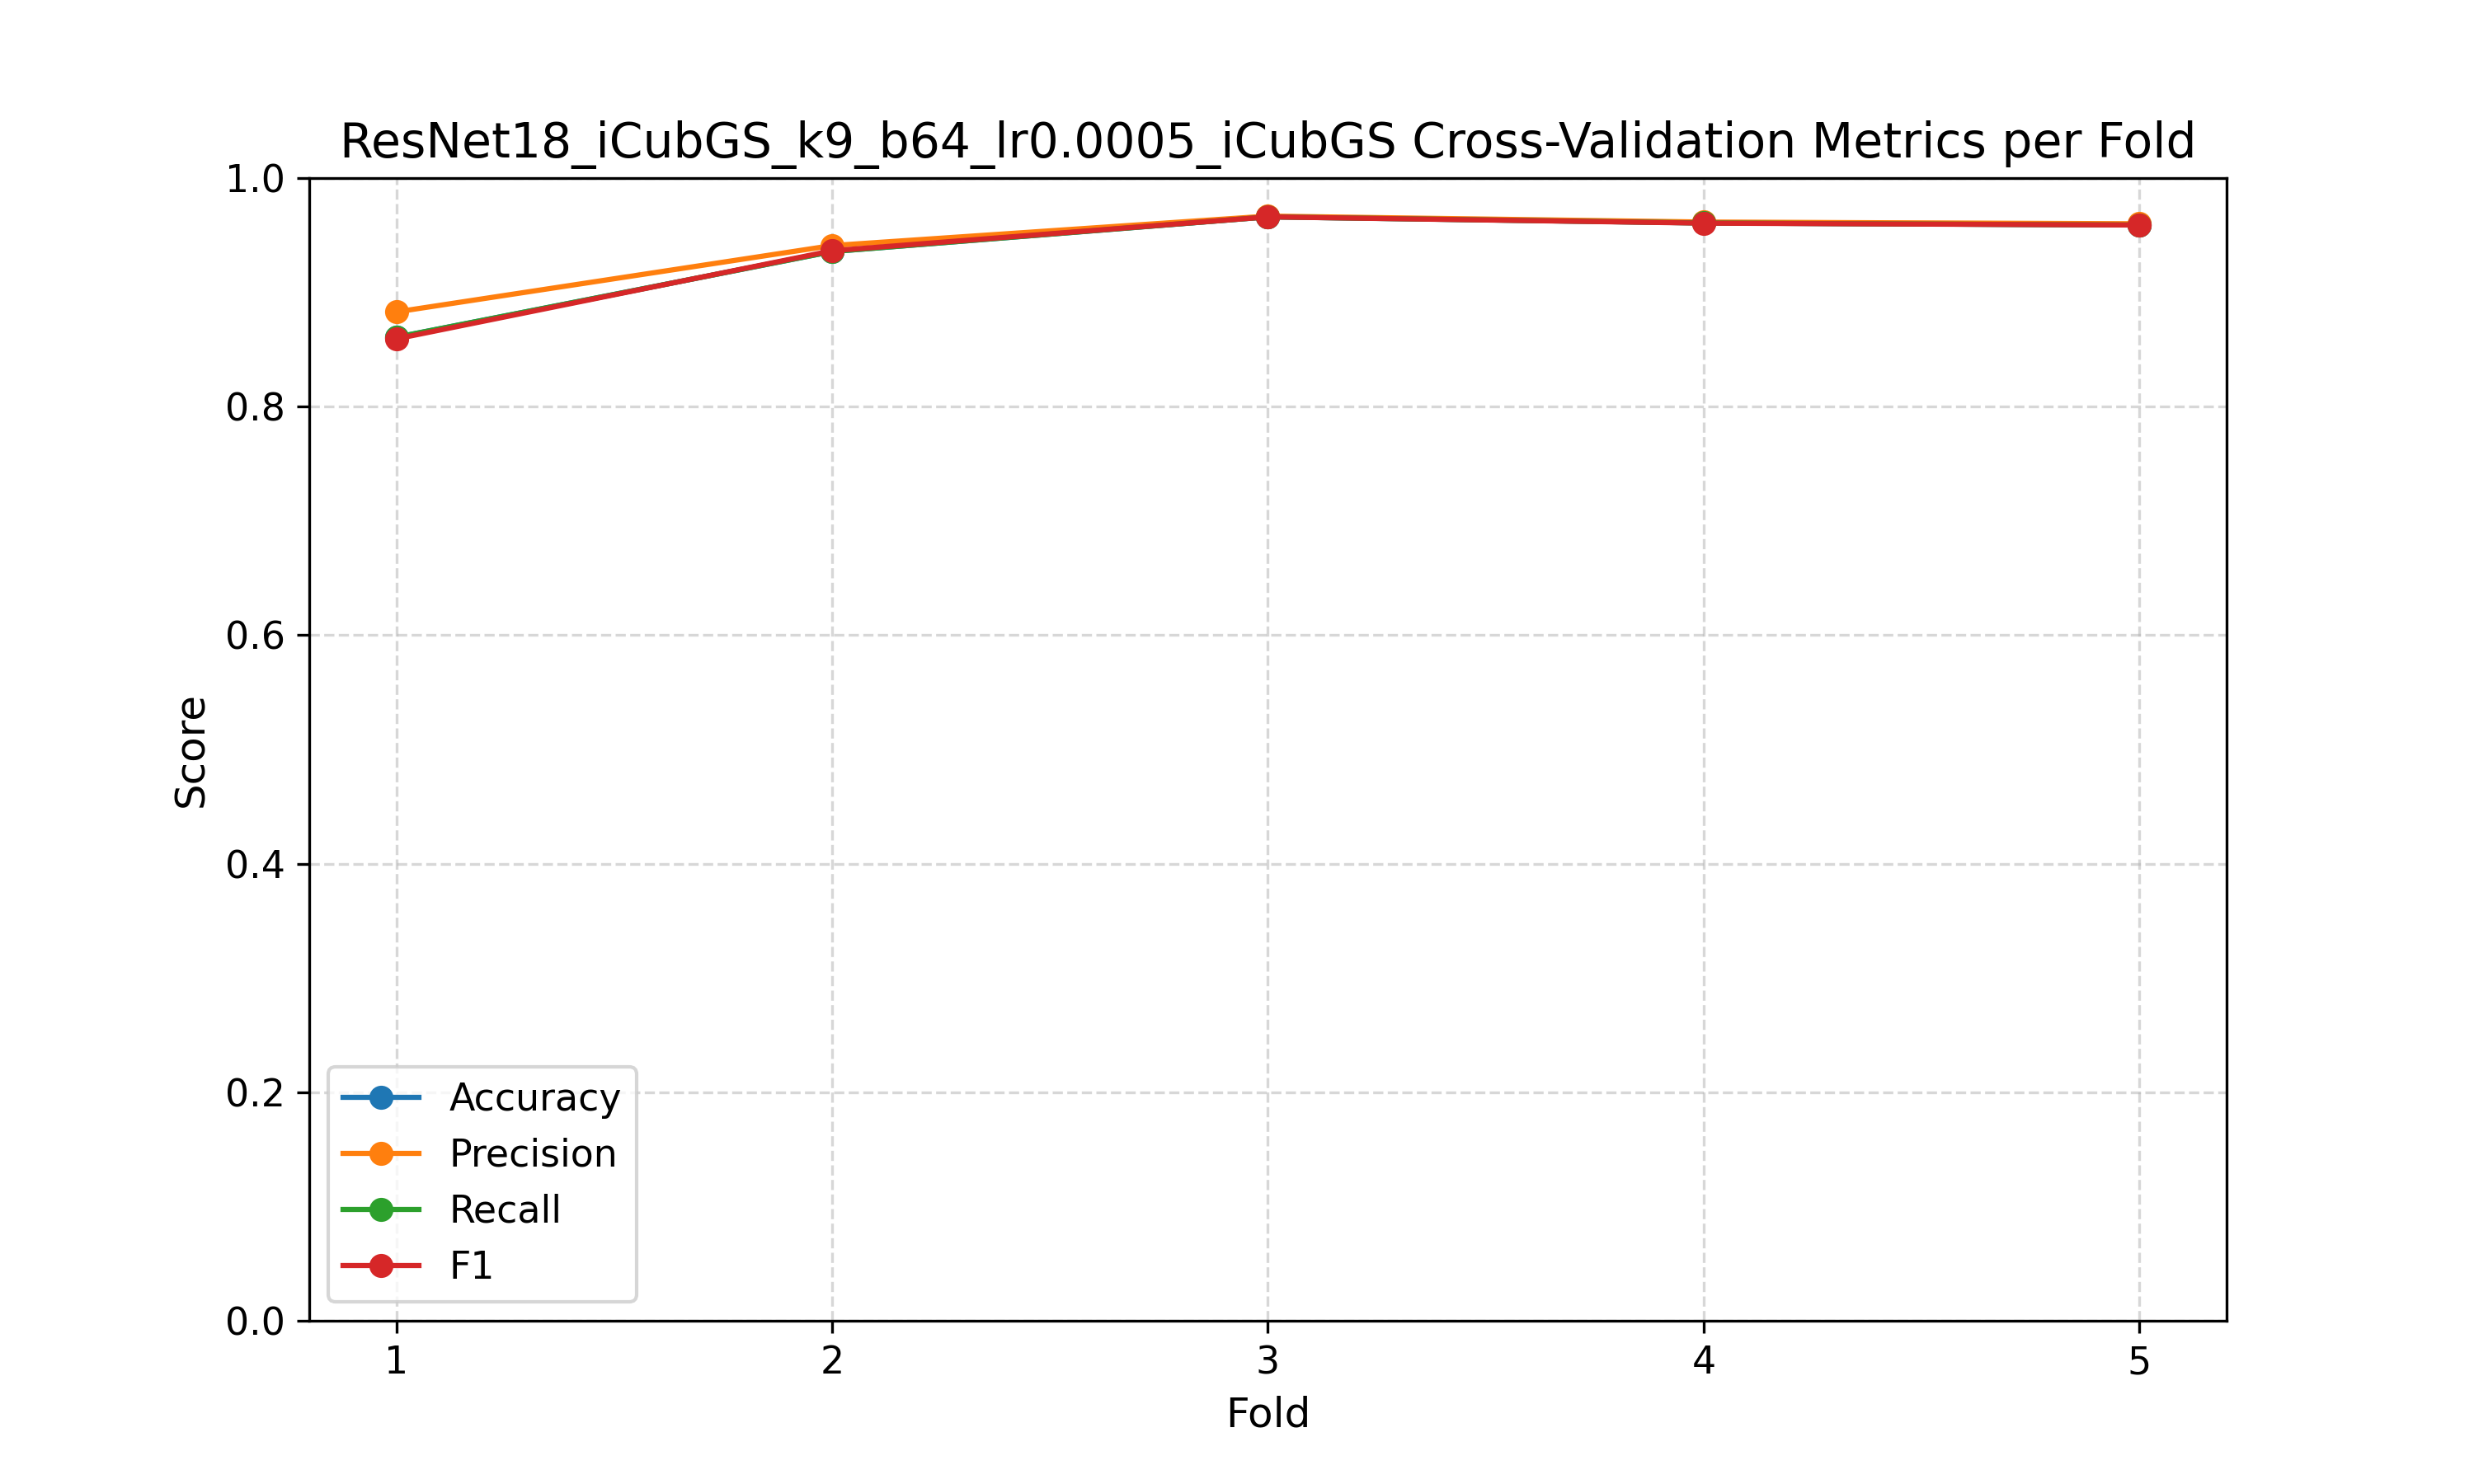 ResNet18_iCubGS_k9_b64_lr0.0005_iCubGS Cross-Validation Metrics per Fold
1.0
0.8
0.6
0.4
0.2
0.0
Score
Accuracy
Precision
Recall
F1
1 2 3 4 5
Fold